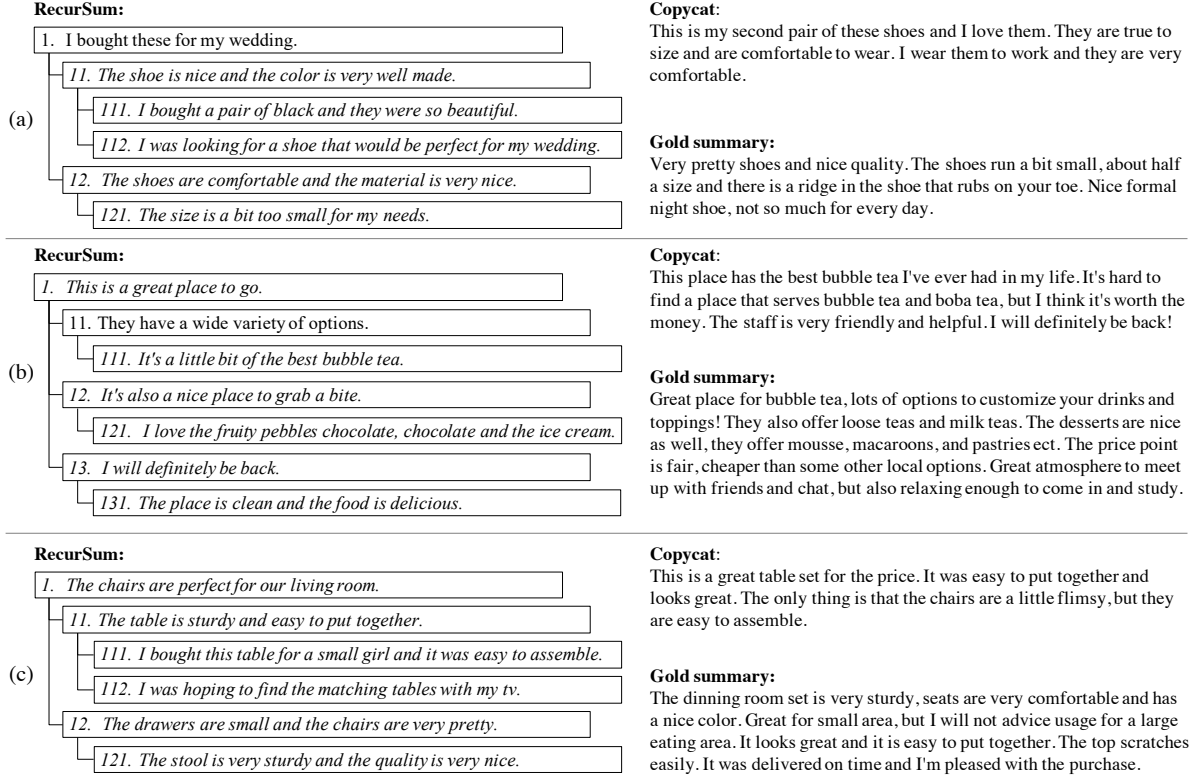 RecurSum:
1. I bought these for my wedding.
11. The shoe is nice and the color is very well made.
111. I bought a pair of black and they were so beautiful.
112. I was looking for a shoe that would be perfect for my wedding.
12. The shoes are comfortable and the material is very nice.
121. The size is a bit too small for my needs.
(a)
Copycat:
This is my second pair of these shoes and I love them. They are true to
size and are comfortable to wear. I wear them to work and they are very
comfortable.
Gold summary:
Very pretty shoes and nice quality. The shoes run a bit small, about half
a size and there is a ridge in the shoe that rubs on your toe. Nice formal
night shoe, not so much for every day.
RecurSum:
1. This is a great place to go.
11. They have a wide variety of options.
111. It's a little bit of the best bubble tea.
12. It's also a nice place to grab a bite.
121. I love the fruity pebbles chocolate, chocolate and the ice cream.
13. I will definitely be back.
131. The place is clean and the food is delicious.
(b)
Copycat:
This place has the best bubble tea I've ever had in my life. It's hard to
find a place that serves bubble tea and boba tea, but I think it's worth the
money. The staff is very friendly and helpful. I will definitely be back!
Gold summary:
Great place for bubble tea, lots of options to customize your drinks and
toppings! They also offer loose teas and milk teas. The desserts are nice
as well, they offer mousse, macaroons, and pastries ect. The price point
is fair, cheaper than some other local options. Great atmosphere to meet
up with friends and chat, but also relaxing enough to come in and study.
RecurSum:
1. The chairs are perfect for our living room.
11. The table is sturdy and easy to put together.
111. I bought this table for a small girl and it was easy to assemble.
112. I was hoping to find the matching tables with my tv.
12. The drawers are small and the chairs are very pretty.
121. The stool is very sturdy and the quality is very nice.
(c)
Copycat:
This is a great table set for the price. It was easy to put together and
looks great. The only thing is that the chairs are a little flimsy, but they
are easy to assemble.
Gold summary:
The dinning room set is very sturdy, seats are very comfortable and has
a nice color. Great for small area, but I will not advice usage for a large
eating area. It looks great and it is easy to put together. The top scratches
easily. It was delivered on time and I'm pleased with the purchase.